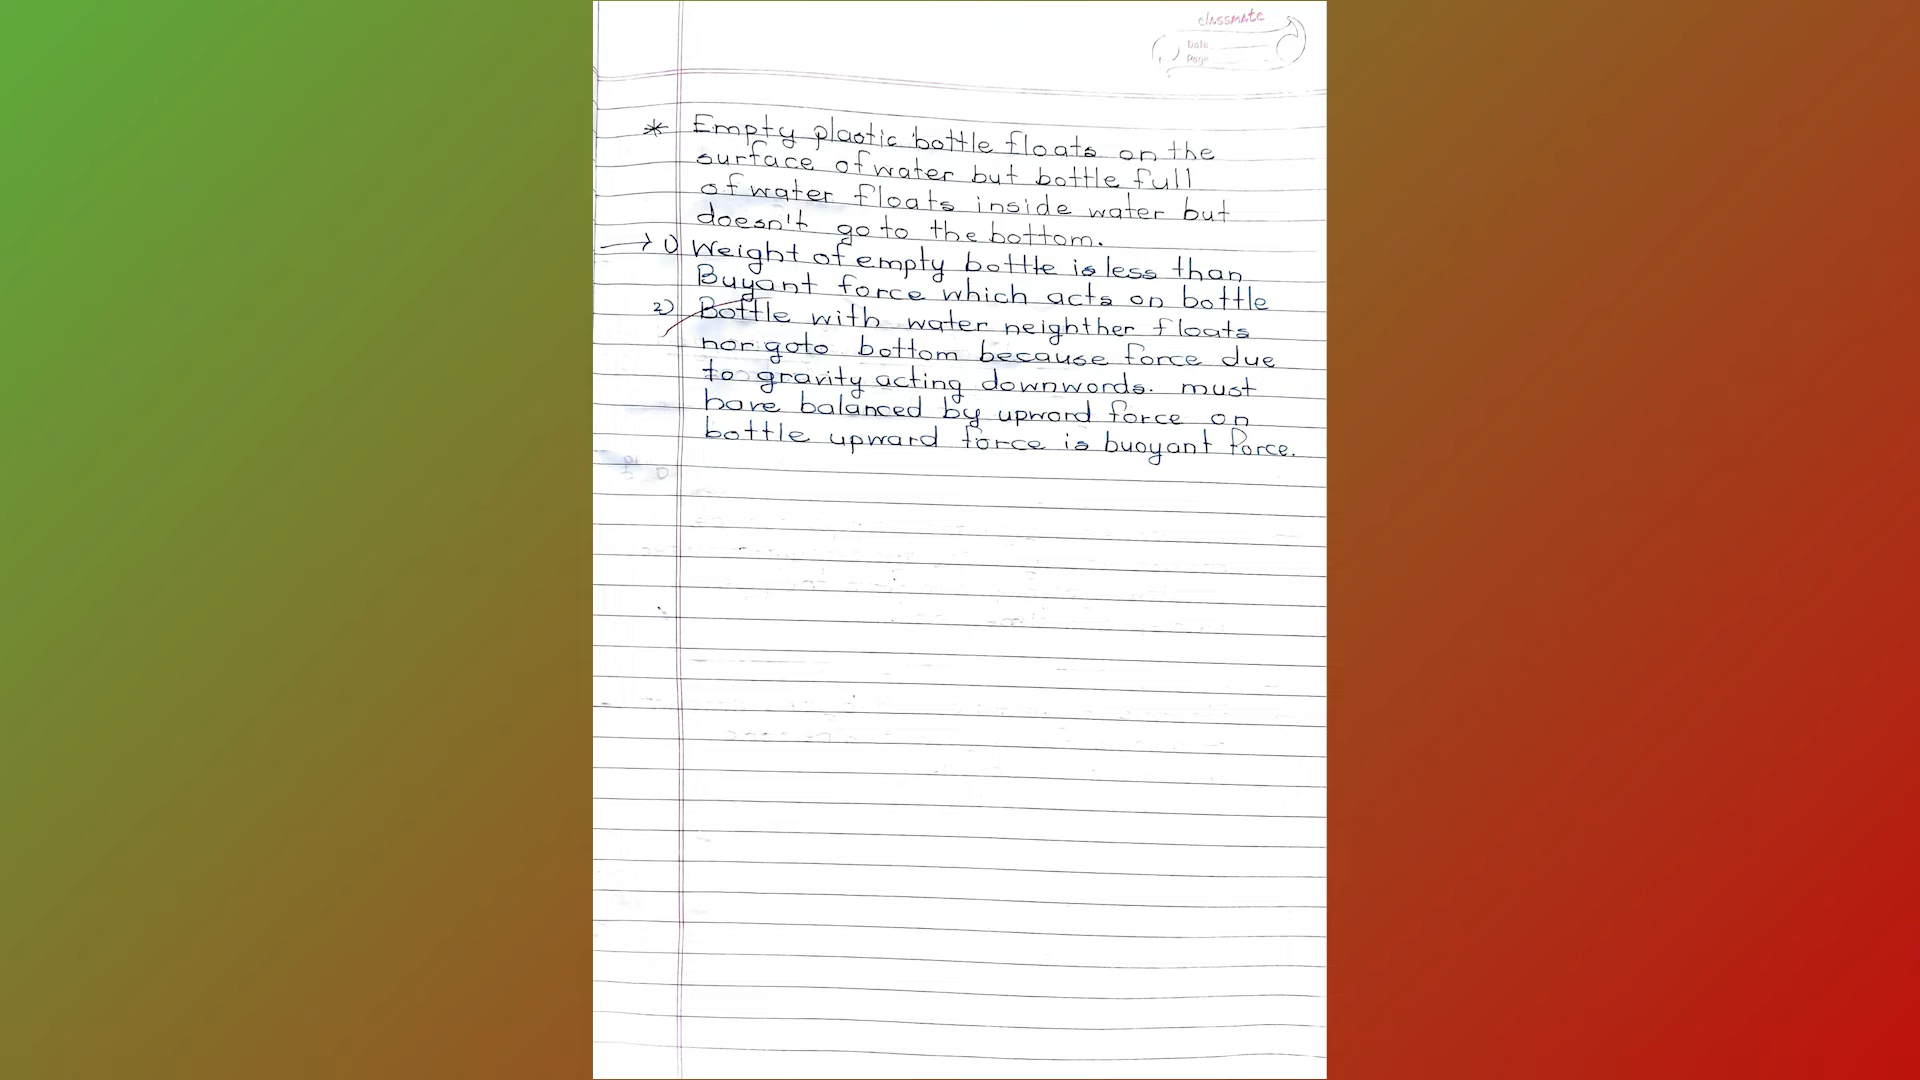 classmate
Date
Page
* Empty plastic bottle floats on the
surface of water but bottle full
of water floats inside water but
doesn't go to the bottom.
→ 1) Weight of empty bottle is less than
Buyant force which acts on bottle
2) Bottle with water neighther floats
nor goto bottom because force due
to gravity acting downwords. must
bare balanced by upword force on
bottle upward force is buoyant force.